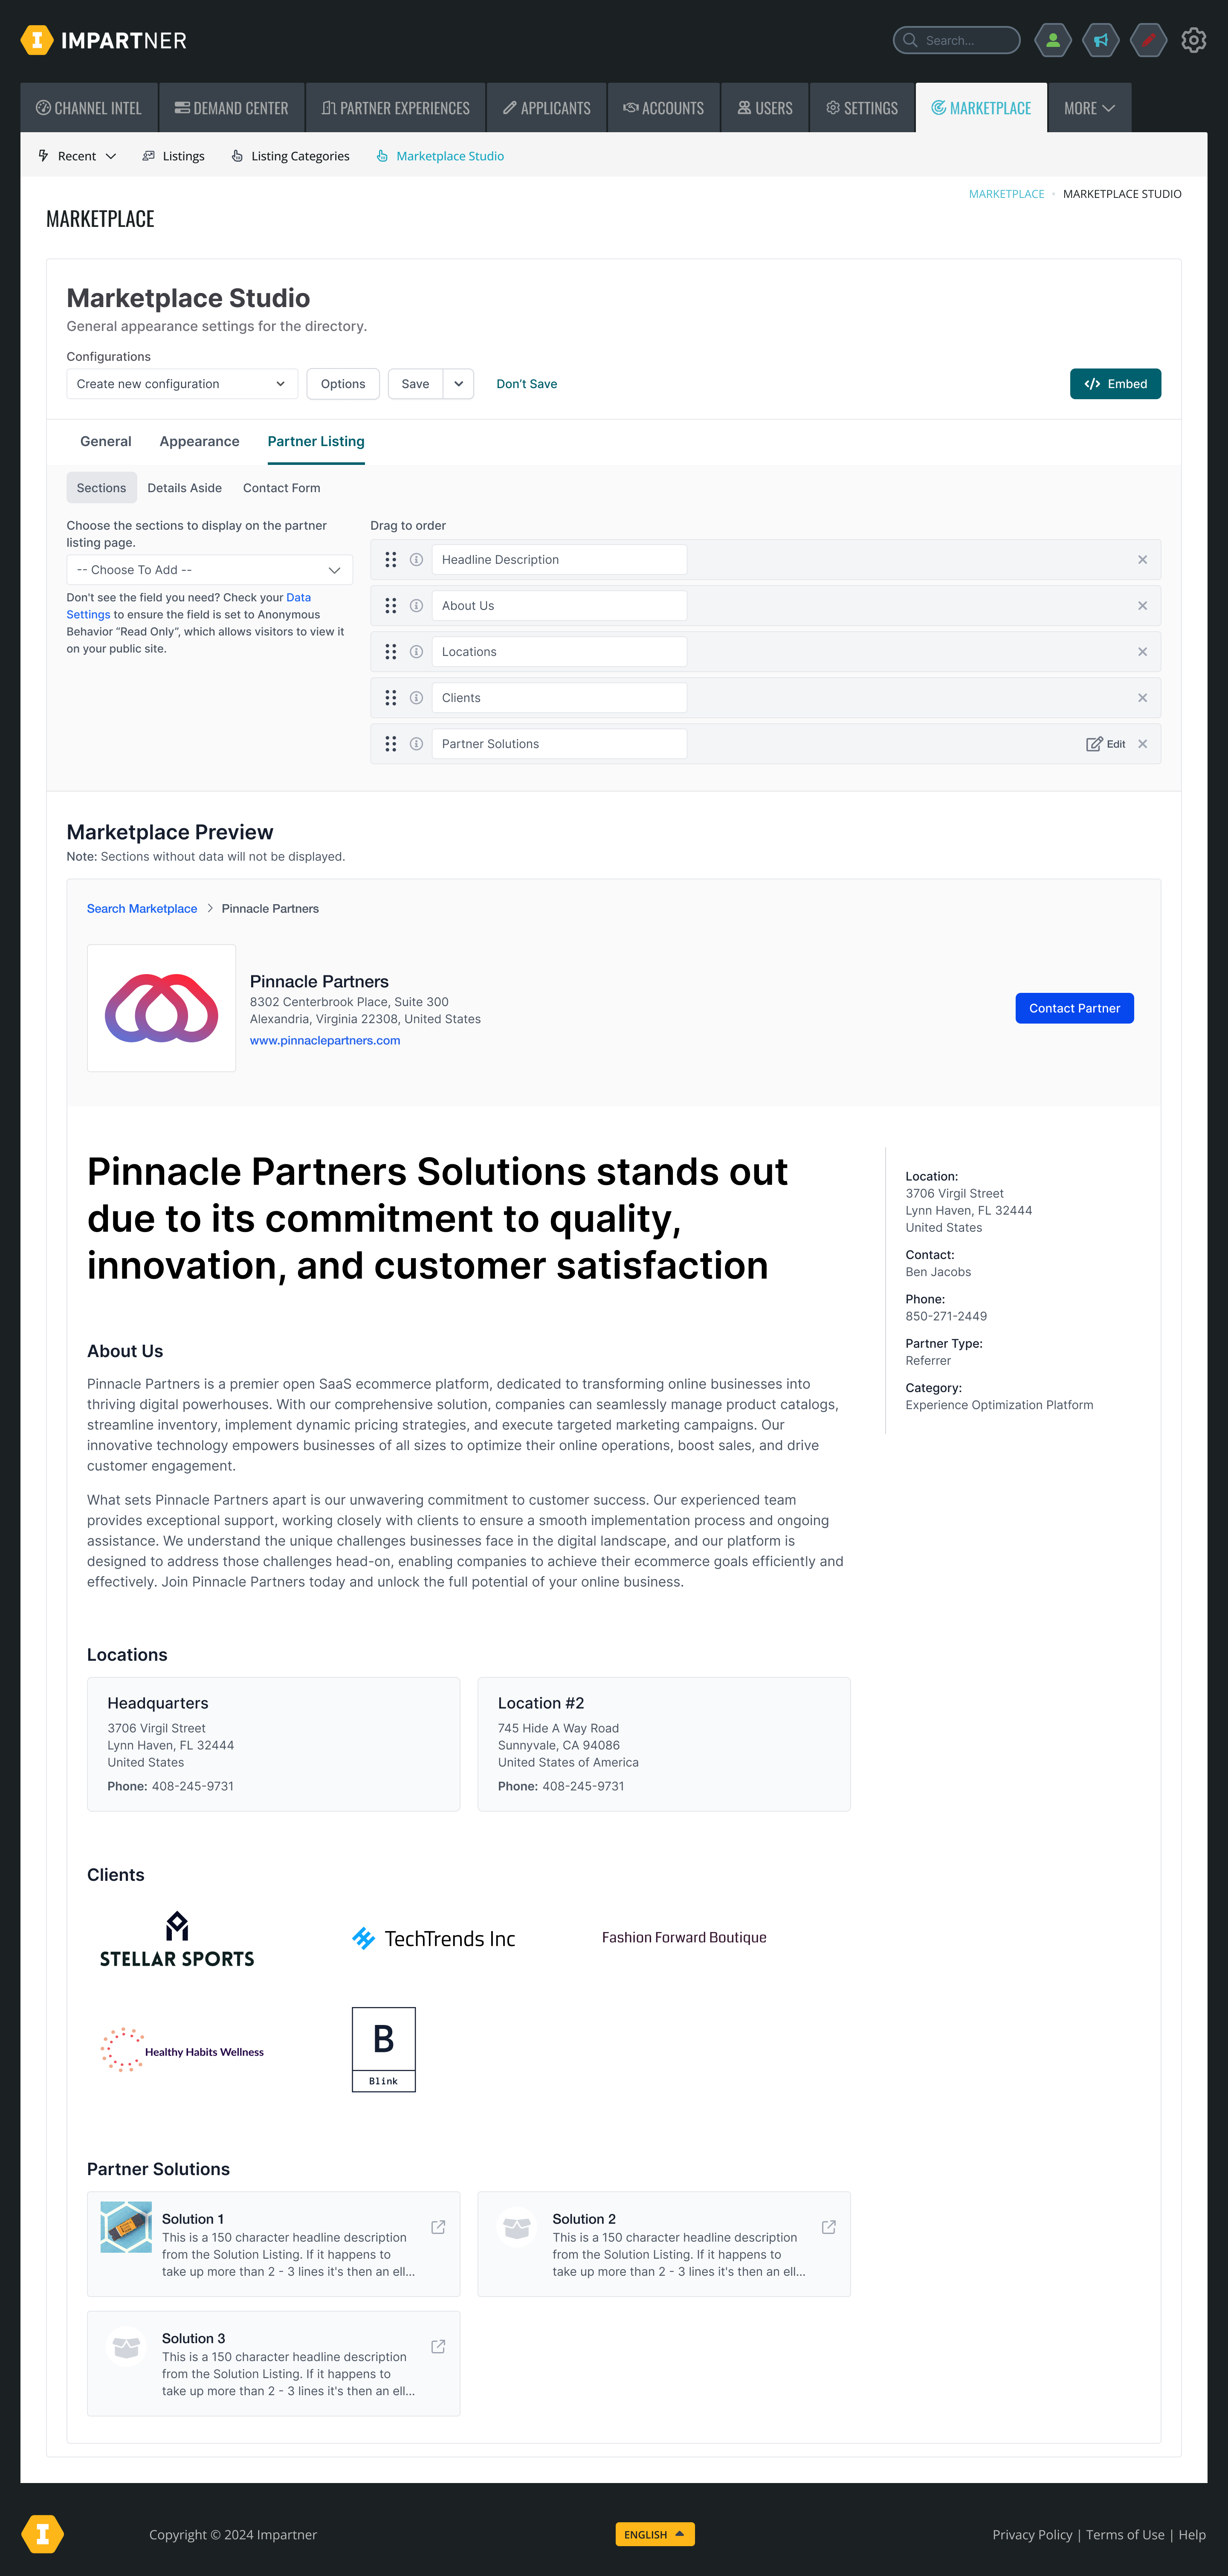 IMPARTNER
Search...
CHANNEL INTEL
DEMAND CENTER
PARTNER EXPERIENCES
APPLICANTS
ACCOUNTS
USERS
SETTINGS
MARKETPLACE
MORE
Recent
Listings
Listing Categories
Marketplace Studio
MARKETPLACE • MARKETPLACE STUDIO
MARKETPLACE
Marketplace Studio
General appearance settings for the directory.
Configurations
Create new configuration
Options
Save
Don't Save
</> Embed
General
Appearance
Partner Listing
Sections
Details Aside
Contact Form
Choose the sections to display on the partner
listing page.
-- Choose To Add --
Don't see the field you need? Check your Data
Settings to ensure the field is set to Anonymous
Behavior “Read Only”, which allows visitors to view it
on your public site.
Drag to order
Headline Description
About Us
Locations
Clients
Partner Solutions
Edit
Marketplace Preview
Note: Sections without data will not be displayed.
Search Marketplace > Pinnacle Partners
Pinnacle Partners
8302 Centerbrook Place, Suite 300
Alexandria, Virginia 22308, United States
www.pinnaclepartners.com
Contact Partner
Pinnacle Partners Solutions stands out
due to its commitment to quality,
innovation, and customer satisfaction
Location:
3706 Virgil Street
Lynn Haven, FL 32444
United States
Contact:
Ben Jacobs
Phone:
850-271-2449
Partner Type:
Referrer
Category:
Experience Optimization Platform
About Us
Pinnacle Partners is a premier open SaaS ecommerce platform, dedicated to transforming online businesses into
thriving digital powerhouses. With our comprehensive solution, companies can seamlessly manage product catalogs,
streamline inventory, implement dynamic pricing strategies, and execute targeted marketing campaigns. Our
innovative technology empowers businesses of all sizes to optimize their online operations, boost sales, and drive
customer engagement.
What sets Pinnacle Partners apart is our unwavering commitment to customer success. Our experienced team
provides exceptional support, working closely with clients to ensure a smooth implementation process and ongoing
assistance. We understand the unique challenges businesses face in the digital landscape, and our platform is
designed to address those challenges head-on, enabling companies to achieve their ecommerce goals efficiently and
effectively. Join Pinnacle Partners today and unlock the full potential of your online business.
Locations
Headquarters
3706 Virgil Street
Lynn Haven, FL 32444
United States
Phone: 408-245-9731
Location #2
745 Hide A Way Road
Sunnyvale, CA 94086
United States of America
Phone: 408-245-9731
Clients
STELLAR SPORTS
TechTrends Inc
Fashion Forward Boutique
Healthy Habits Wellness
B
Blink
Partner Solutions
Solution 1
This is a 150 character headline description
from the Solution Listing. If it happens to
take up more than 2 - 3 lines it's then an ell...
Solution 2
This is a 150 character headline description
from the Solution Listing. If it happens to
take up more than 2 - 3 lines it's then an ell...
Solution 3
This is a 150 character headline description
from the Solution Listing. If it happens to
take up more than 2 - 3 lines it's then an ell...
Copyright © 2024 Impartner
ENGLISH
Privacy Policy | Terms of Use | Help